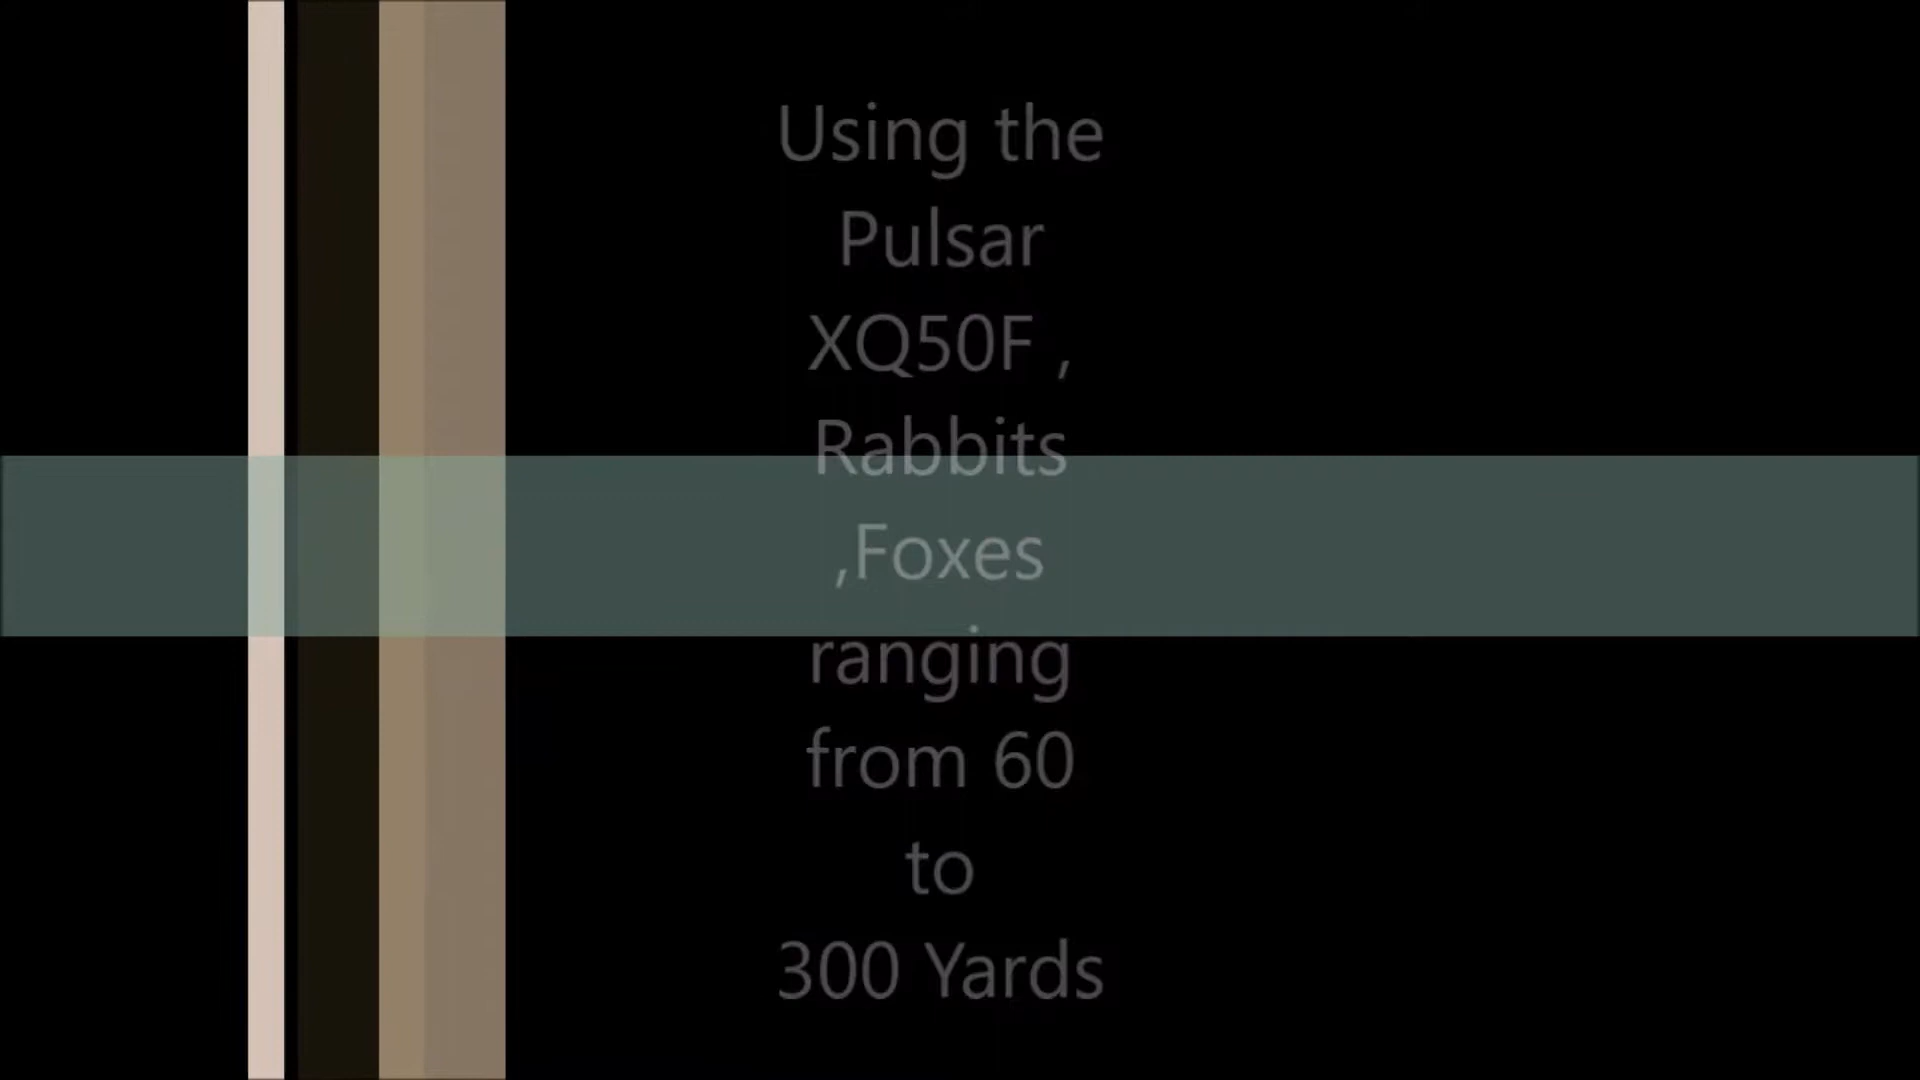 Using the
Pulsar
XQ50F ,
Rabbits
,Foxes
ranging
from 60
to
300 Yards